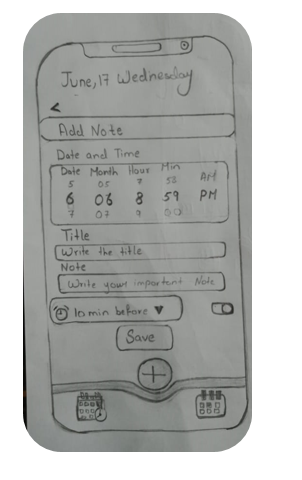 June,17 Wednesday
<
Add Note
Date and Time
Date Month Hour Min
5 05 7 58 AM
6 06 8 59 PM
7 07 9 00
Title
Write the title
Note
Write your important Note
10 min before ▼
Save
+